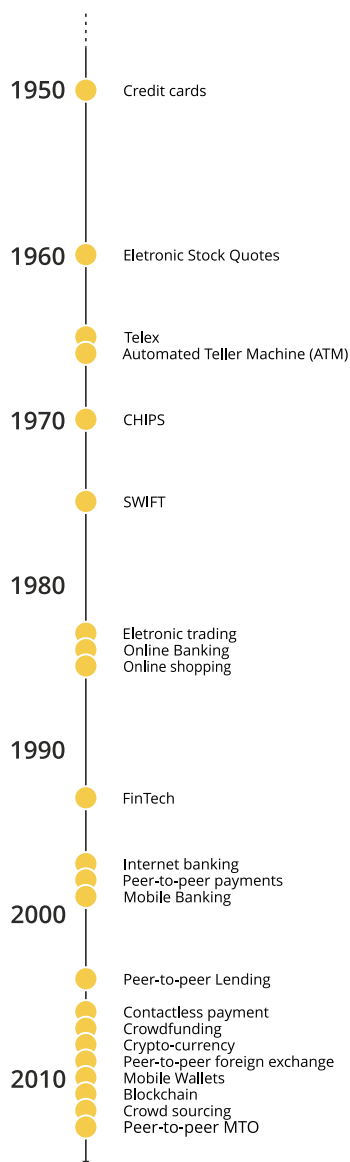 1950 Credit cards
1960 Eletronic Stock Quotes
Telex
Automated Teller Machine (ATM)
1970 CHIPS
SWIFT
1980
Eletronic trading
Online Banking
Online shopping
1990
FinTech
Internet banking
Peer-to-peer payments
Mobile Banking
2000
Peer-to-peer Lending
Contactless payment
Crowdfunding
Crypto-currency
Peer-to-peer foreign exchange
2010 Mobile Wallets
Blockchain
Crowd sourcing
Peer-to-peer MTO